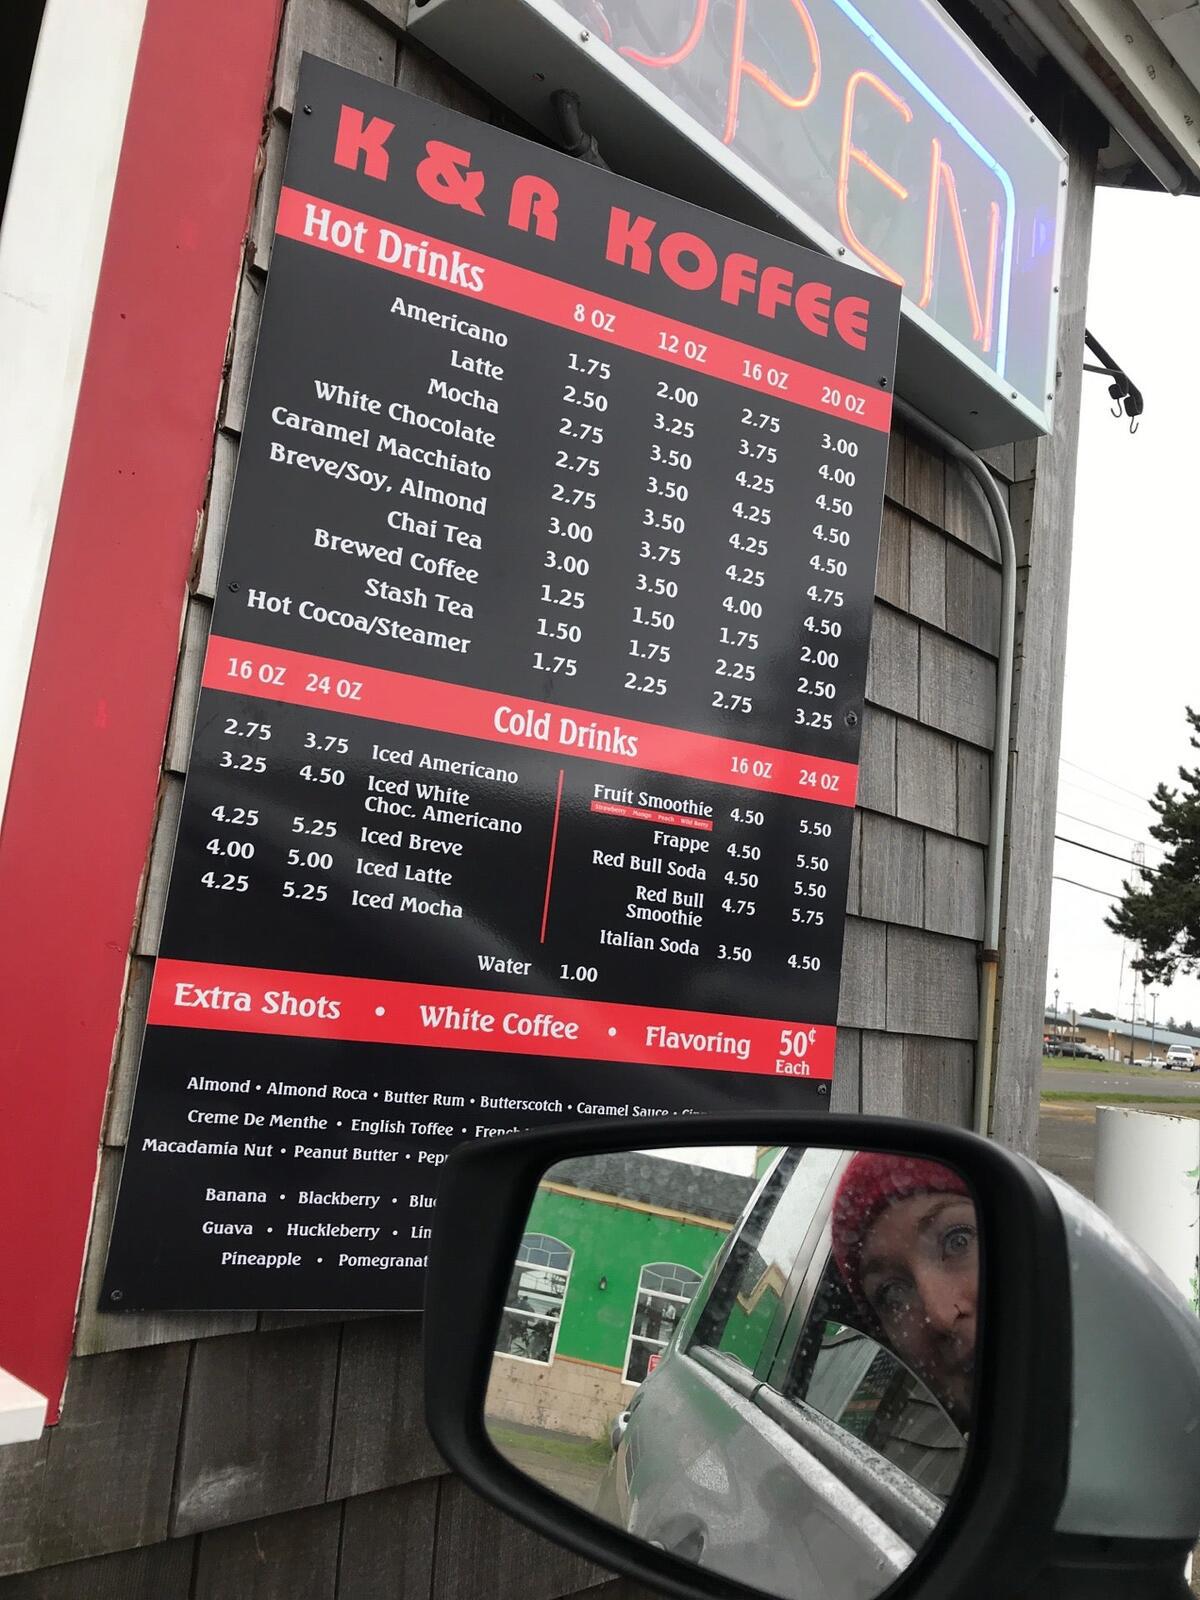 OPEN
K & R KOFFEE
Hot Drinks 8 OZ 12 OZ 16 OZ 20 OZ
Americano 1.75 2.00 2.75 3.00
Latte 2.50 3.25 3.75 4.00
Mocha 2.75 3.50 4.25 4.50
White Chocolate 2.75 3.50 4.25 4.50
Caramel Macchiato 2.75 3.50 4.25 4.50
Breve/Soy, Almond 3.00 3.75 4.25 4.75
Chai Tea 3.00 3.50 4.00 4.50
Brewed Coffee 1.25 1.50 1.75 2.00
Stash Tea 1.50 1.75 2.25 2.50
Hot Cocoa/Steamer 1.75 2.25 2.75 3.25
16 OZ 24 OZ Cold Drinks 16 OZ 24 OZ
2.75 3.75 Iced Americano
3.25 4.50 Iced White
Choc. Americano
4.25 5.25 Iced Breve
4.00 5.00 Iced Latte
4.25 5.25 Iced Mocha
Fruit Smoothie 4.50 5.50
Strawberry Mango Peach Wild Berry
Frappe 4.50 5.50
Red Bull Soda 4.50 5.50
Red Bull
Smoothie 4.75 5.75
Italian Soda 3.50 4.50
Water 1.00
Extra Shots • White Coffee • Flavoring 50¢
Each
Almond • Almond Roca • Butter Rum • Butterscotch • Caramel Sauce •
Creme De Menthe • English Toffee •
Macadamia Nut • Peanut Butter •
Banana • Blackberry •
Guava • Huckleberry •
Pineapple •